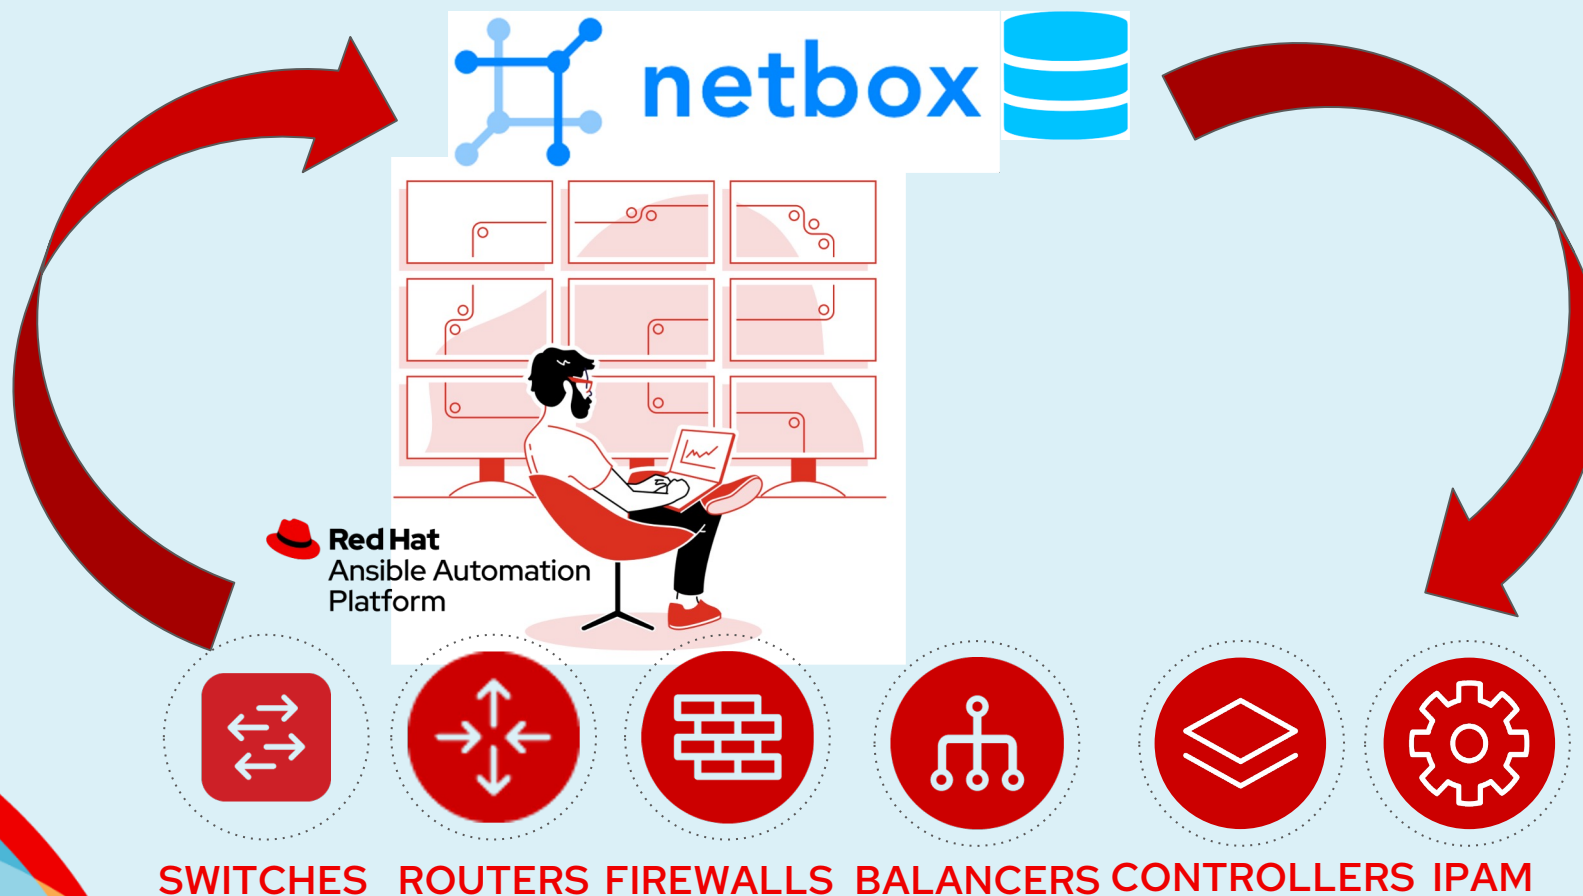 netbox
Red Hat
Ansible Automation
Platform
SWITCHES ROUTERS FIREWALLS BALANCERS CONTROLLERS IPAM